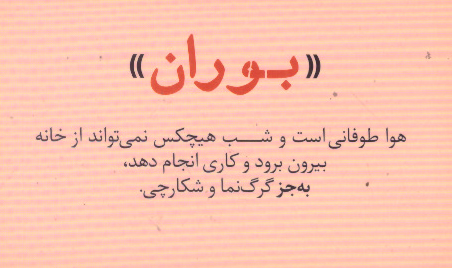 «بوران»
هوا طوفانی است و شب هیچکس نمی‌تواند از خانه
بیرون برود و کاری انجام دهد،
به‌جز گرگ‌نما و شکارچی.